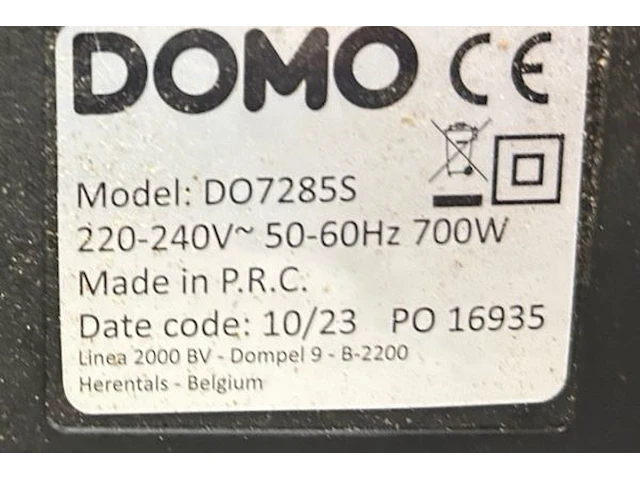 DOMO CE
Model: DO7285S
220-240V~ 50-60Hz 700W
Made in P.R.C.
Date code: 10/23 PO 16935
Linea 2000 BV - Dompel 9 - B-2200
Herentals - Belgium